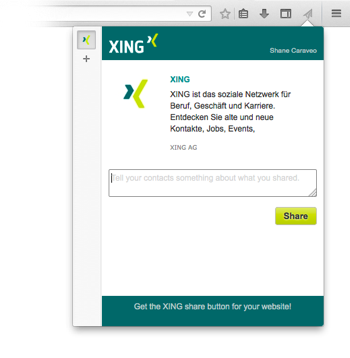 XING
Shane Caraveo
XING
XING ist das soziale Netzwerk für
Beruf, Geschäft und Karriere.
Entdecken Sie alte und neue
Kontakte, Jobs, Events,
XING AG
Tell your contacts something about what you shared.
Share
Get the XING share button for your website!